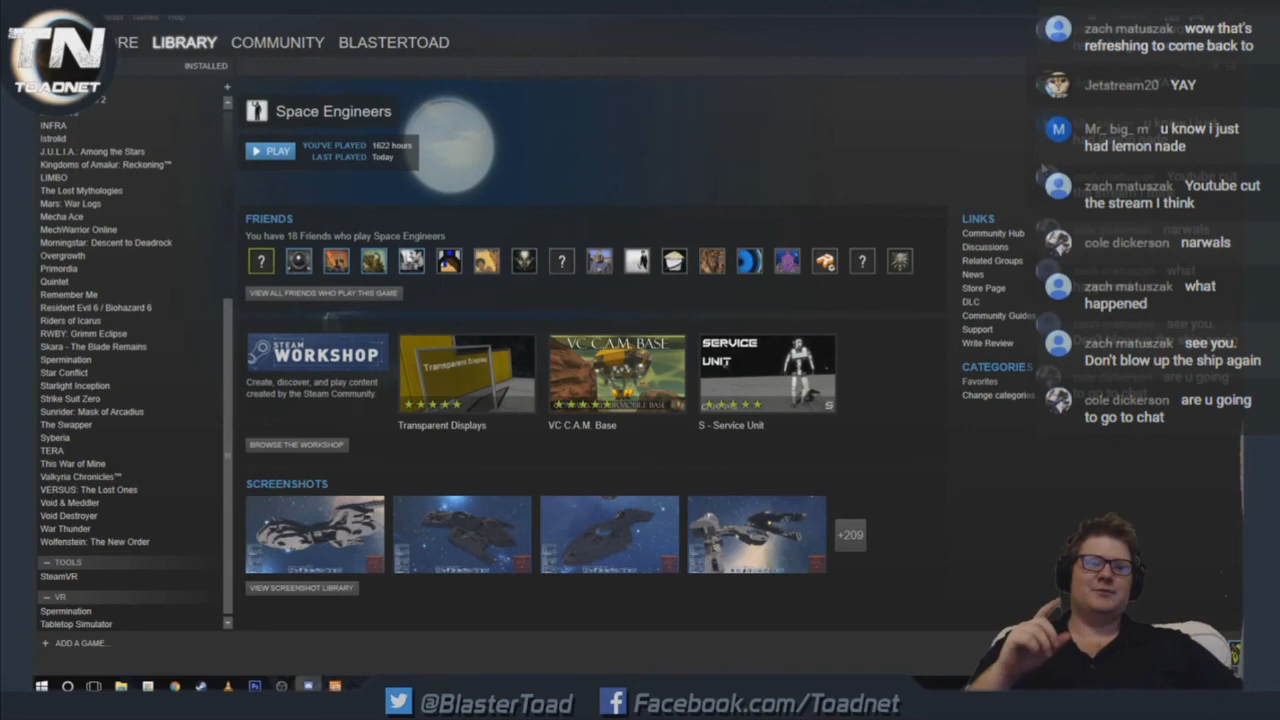 TN
TOADNET
LIBRARY
COMMUNITY
BLASTERTOAD
INSTALLED
+
INFRA
Istrolid
J.U.L.I.A.: Among the Stars
Kingdoms of Amalur: Reckoning™
LIMBO
The Lost Mythologies
Mars: War Logs
Mecha Ace
MechWarrior Online
Morningstar: Descent to Deadrock
Overgrowth
Primordia
Quintet
Remember Me
Resident Evil 6 / Biohazard 6
Riders of Icarus
RWBY: Grimm Eclipse
Skara - The Blade Remains
Spermination
Star Conflict
Starlight Inception
Strike Suit Zero
Sunrider: Mask of Arcadius
The Swapper
Syberia
TERA
This War of Mine
Valkyria Chronicles™
VERSUS: The Lost Ones
Void & Meddler
Void Destroyer
War Thunder
Wolfenstein: The New Order
— TOOLS
SteamVR
— VR
Spermination
Tabletop Simulator
+ ADD A GAME...
Space Engineers
PLAY
YOU'VE PLAYED 1622 hours
LAST PLAYED Today
FRIENDS
You have 18 Friends who play Space Engineers
VIEW ALL FRIENDS WHO PLAY THIS GAME
STEAM
WORKSHOP
Create, discover, and play content
created by the Steam Community.
BROWSE THE WORKSHOP
Transparent Display
Transparent Displays
VC C.A.M. BASE
VC C.A.M. Base
SERVICE
UNIT
S
S - Service Unit
SCREENSHOTS
+209
VIEW SCREENSHOT LIBRARY
LINKS
Community Hub
Discussions
Related Groups
News
Store Page
DLC
Community Guides
Support
Write Review
CATEGORIES
Favorites
Change categories
zach matuszak wow that's
refreshing to come back to
Jetstream20 YAY
M Mr_ big_ m u know I just
had lemon nade
zach matuszak Youtube cut
the stream I think
cole dickerson narwals
zach matuszak what
happened
zach matuszak see you.
Don't blow up the ship again
cole dickerson are u going
to go to chat
@BlasterToad
Facebook.com/Toadnet